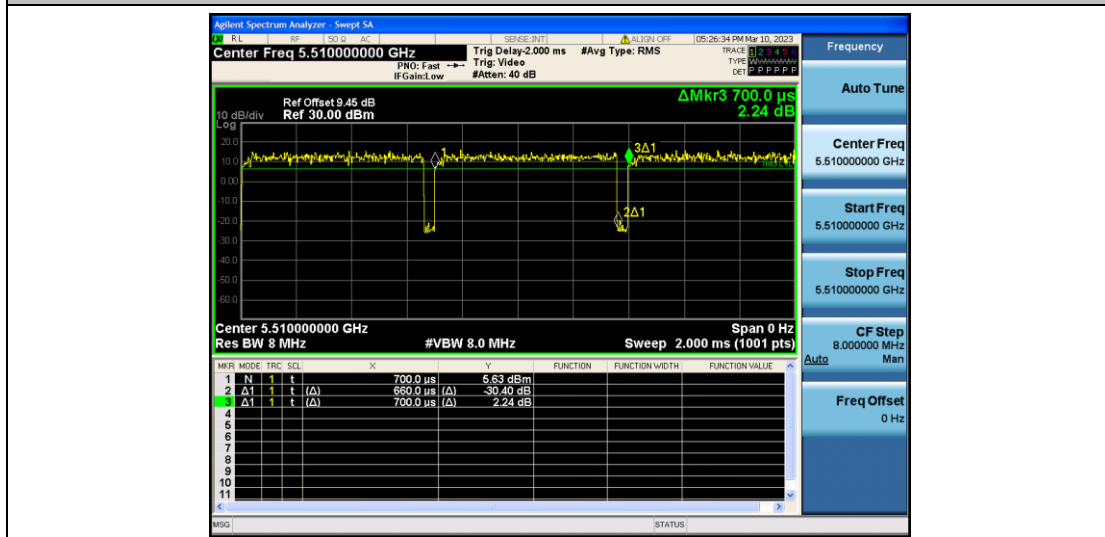 Agilent Spectrum Analyzer - Swept SA
RL RF 50 Ω AC SENSE:INT ALIGN OFF 05:26:34 PM Mar 10, 2023
Center Freq 5.510000000 GHz Trig Delay-2.000 ms #Avg Type: RMS TRACE 1 2 3 4 5 6
PNO: Fast Trig: Video TYPE
IFGain:Low #Atten: 40 dB DET P P P P P P
ΔMkr3 700.0 µs
2.24 dB
Ref Offset 9.45 dB
10 dB/div Ref 30.00 dBm
Log
20.0
10.0
0.00
-10.0
-20.0
-30.0
-40.0
-50.0
-60.0
1
3Δ1
2Δ1
Center 5.510000000 GHz Span 0 Hz
Res BW 8 MHz #VBW 8.0 MHz Sweep 2.000 ms (1001 pts)
MKR MODE TRC SCL X Y FUNCTION FUNCTION WIDTH FUNCTION VALUE
1 N 1 t 700.0 µs 5.63 dBm
2 Δ1 1 t (Δ) 660.0 µs (Δ) -30.40 dB
3 Δ1 1 t (Δ) 700.0 µs (Δ) 2.24 dB
4
5
6
7
8
9
10
11
MSG STATUS
Frequency
Auto Tune
Center Freq
5.510000000 GHz
Start Freq
5.510000000 GHz
Stop Freq
5.510000000 GHz
CF Step
8.000000 MHz
Auto Man
Freq Offset
0 Hz